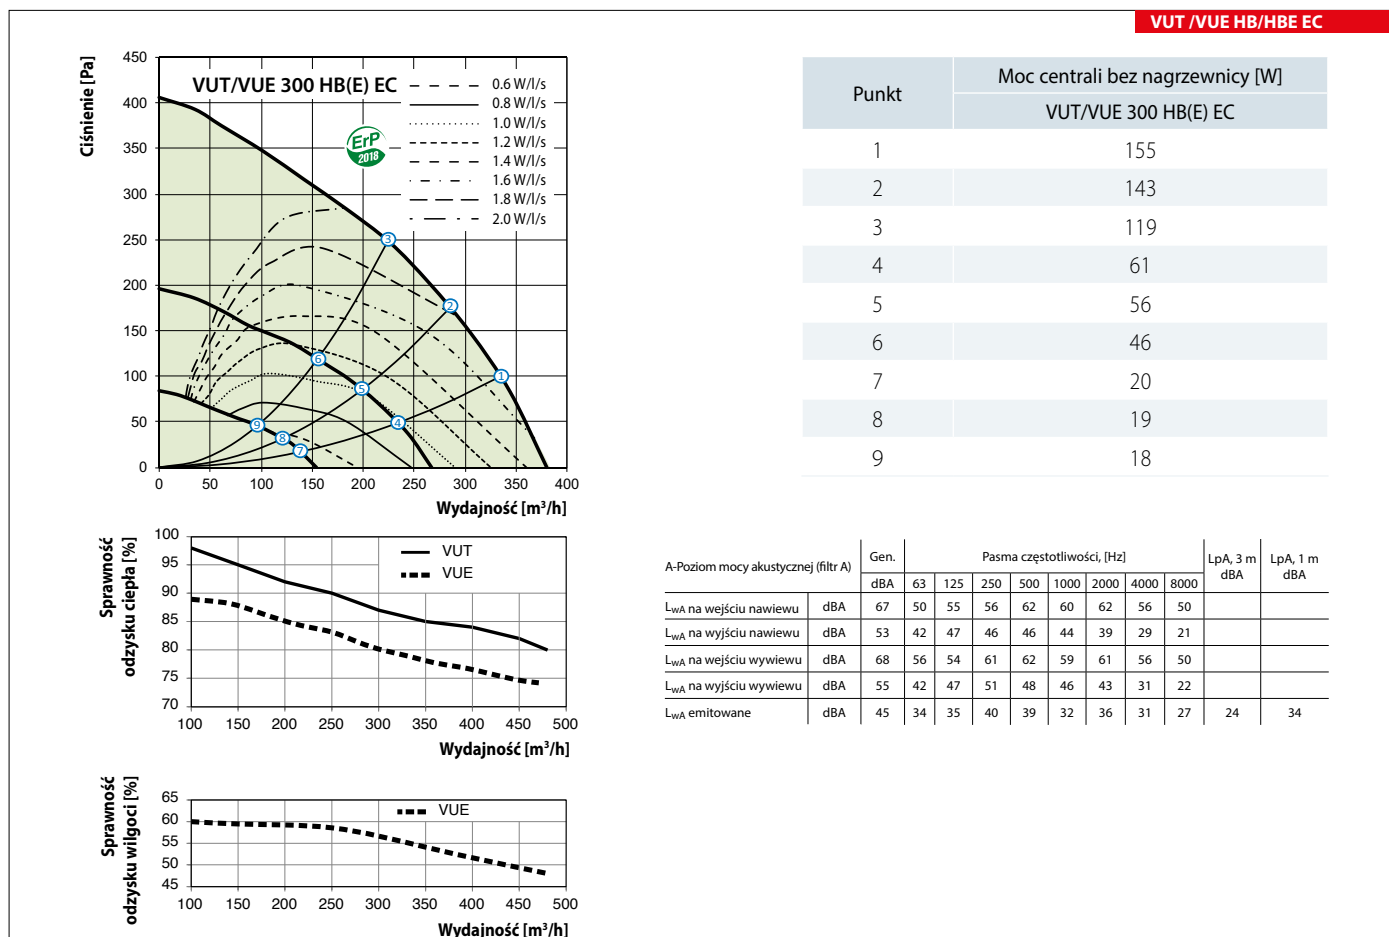 VUT /VUE HB/HBE EC
Ciśnienie [Pa]
450
400
350
300
250
200
150
100
50
0
VUT/VUE 300 HB(E) EC
ErP
2018
0.6 W/l/s
0.8 W/l/s
1.0 W/l/s
1.2 W/l/s
1.4 W/l/s
1.6 W/l/s
1.8 W/l/s
2.0 W/l/s
3
2
1
6
5
4
9
8
7
0 50 100 150 200 250 300 350 400
Wydajność [m³/h]
Punkt
Moc centrali bez nagrzewnicy [W]
VUT/VUE 300 HB(E) EC
1 155
2 143
3 119
4 61
5 56
6 46
7 20
8 19
9 18
Sprawność
odzysku ciepła [%]
100
95
90
85
80
75
70
VUT
VUE
100 150 200 250 300 350 400 450 500
Wydajność [m³/h]
Sprawność
odzysku wilgoci [%]
65
60
55
50
45
VUE
100 150 200 250 300 350 400 450 500
Wydajność [m³/h]
A-Poziom mocy akustycznej (filtr A) Gen. Pasma częstotliwości, [Hz] LpA, 3 m LpA, 1 m
dBA 63 125 250 500 1000 2000 4000 8000 dBA dBA
LwA na wejściu nawiewu dBA 67 50 55 56 62 60 62 56 50
LwA na wyjściu nawiewu dBA 53 42 47 46 46 44 39 29 21
LwA na wejściu wywiewu dBA 68 56 54 61 62 59 61 56 50
LwA na wyjściu wywiewu dBA 55 42 47 51 48 46 43 31 22
LwA emitowane dBA 45 34 35 40 39 32 36 31 27 24 34